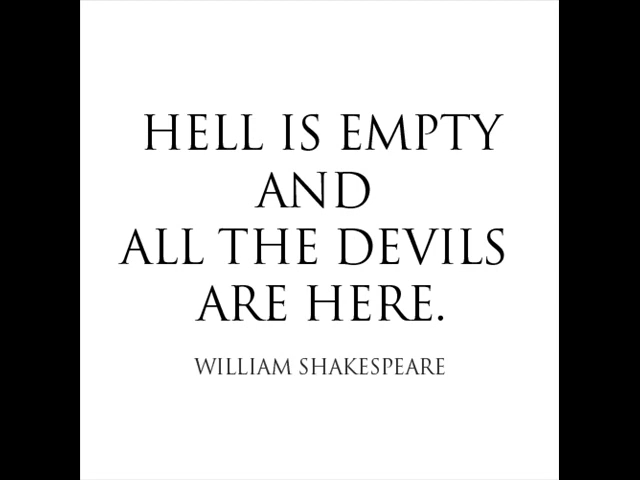 HELL IS EMPTY
AND
ALL THE DEVILS
ARE HERE.
WILLIAM SHAKESPEARE